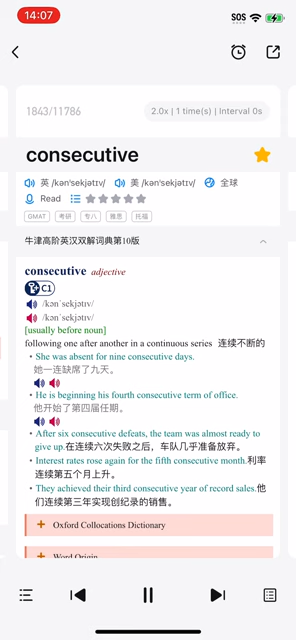 14:07
SOS
1843/11786
2.0x | 1 time(s) | Interval 0s
consecutive
英 /kənˈsekjətɪv/ 美 /kənˈsekjətɪv/ 全球
Read
GMAT 考研 专八 雅思 托福
牛津高阶英汉双解词典第10版
consecutive adjective
C1
/kənˈsekjətɪv/
/kənˈsekjətɪv/
[usually before noun]
following one after another in a continuous series 连续不断的
• She was absent for nine consecutive days.
她一连缺席了九天。
• He is beginning his fourth consecutive term of office.
他开始了第四届任期。
• After six consecutive defeats, the team was almost ready to
give up.在连续六次失败之后，车队几乎准备放弃。
• Interest rates rose again for the fifth consecutive month.利率
连续第五个月上升。
• They achieved their third consecutive year of record sales.他
们连续第三年实现创纪录的销售。
+ Oxford Collocations Dictionary
+ Word Origin